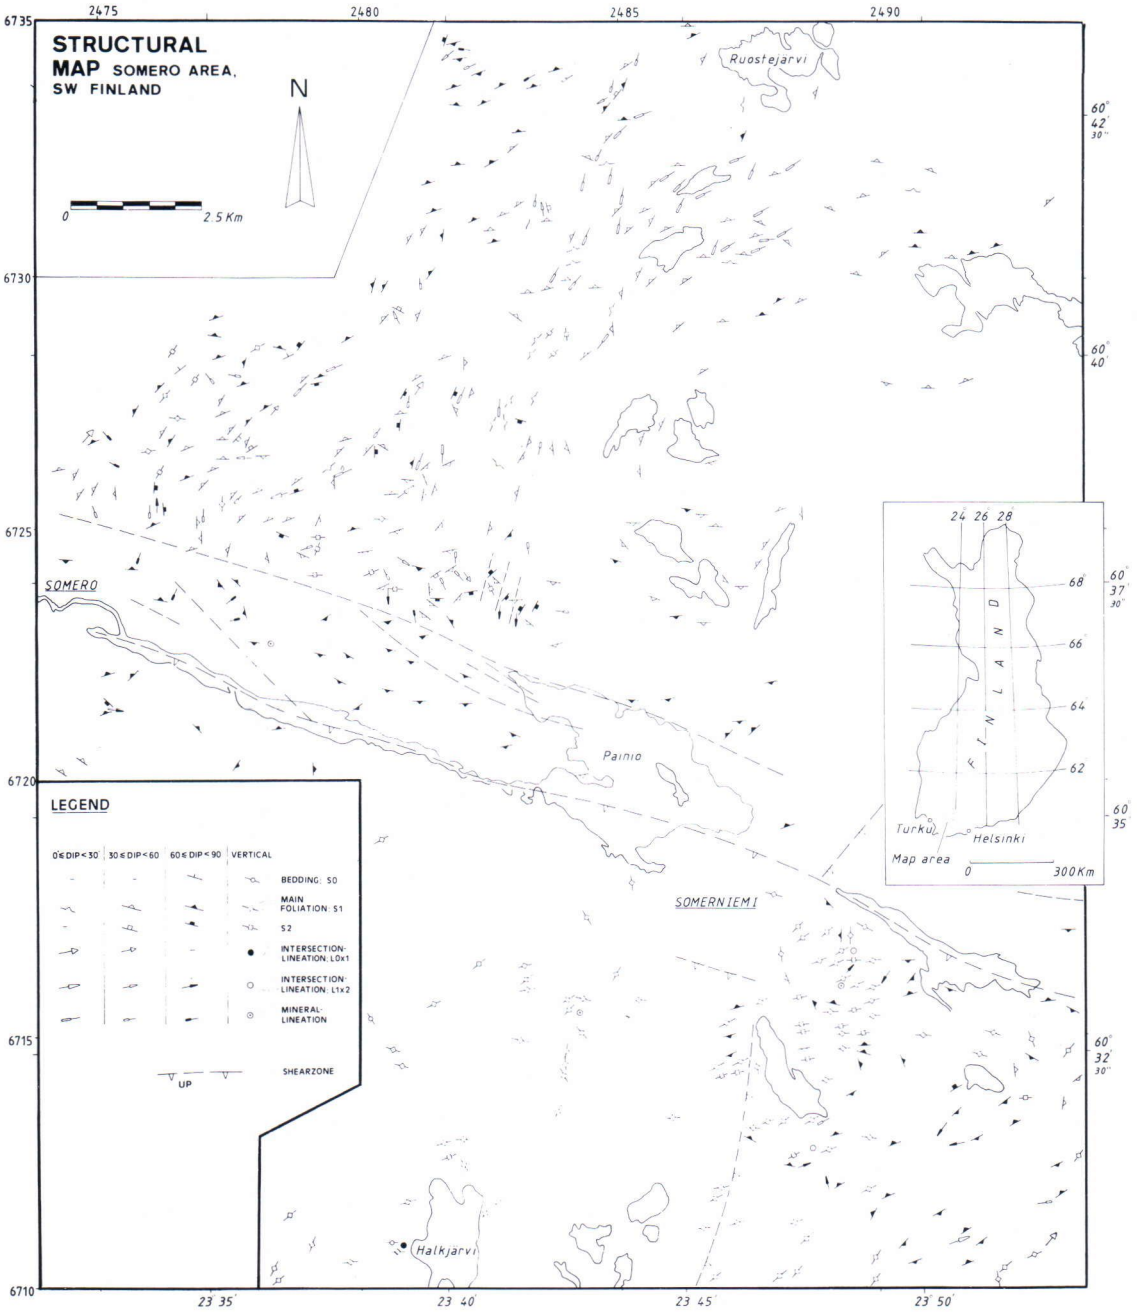 2475 2480 2485 2490
6735
STRUCTURAL
MAP SOMERO AREA,
SW FINLAND
N
0 2.5 Km
Ruostejärvi
60°
42'
30"
6730
60°
40'
6725
SOMERO
24° 26° 28°
68°
66
64
62
FINLAND
Turku
Helsinki
Map area
0 300 Km
60°
37'
30"
Painio
6720
60°
35'
LEGEND
0°≤DIP<30° 30≤DIP<60 60≤DIP<90 VERTICAL
BEDDING: S0
MAIN
FOLIATION: S1
S2
INTERSECTION-
LINEATION: L0x1
INTERSECTION-
LINEATION: L1x2
MINERAL-
LINEATION
SHEARZONE
UP
SOMERNIEMI
6715
60°
32'
30"
Halkjärvi
6710
23°35' 23°40' 23°45' 23°50'